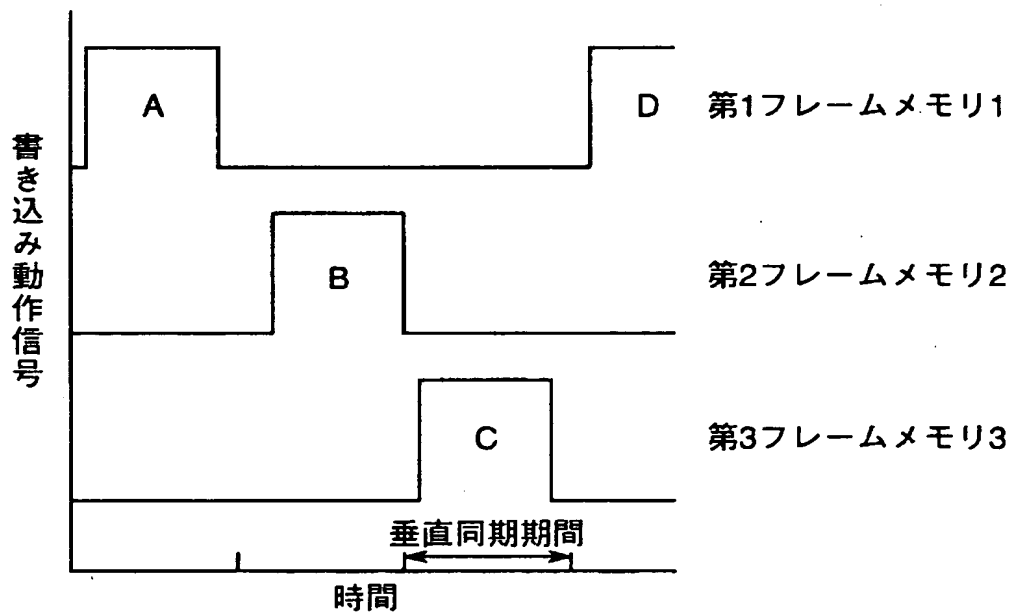 書き込み動作信号
A
D
第1フレームメモリ1
B
第2フレームメモリ2
C
第3フレームメモリ3
垂直同期期間
時間